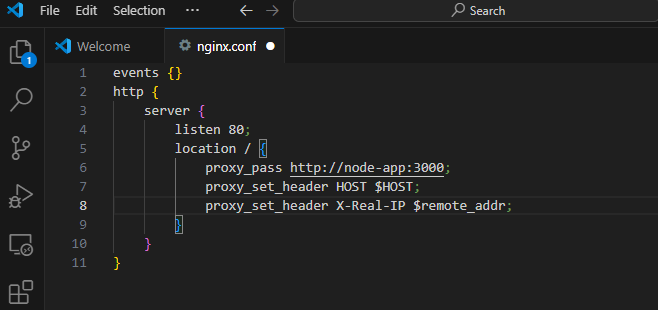 File Edit Selection ... Search
1
Welcome nginx.conf
1 events {}
2 http {
3     server {
4         listen 80;
5         location / {
6             proxy_pass http://node-app:3000;
7             proxy_set_header HOST $HOST;
8             proxy_set_header X-Real-IP $remote_addr;
9         }
10     }
11 }